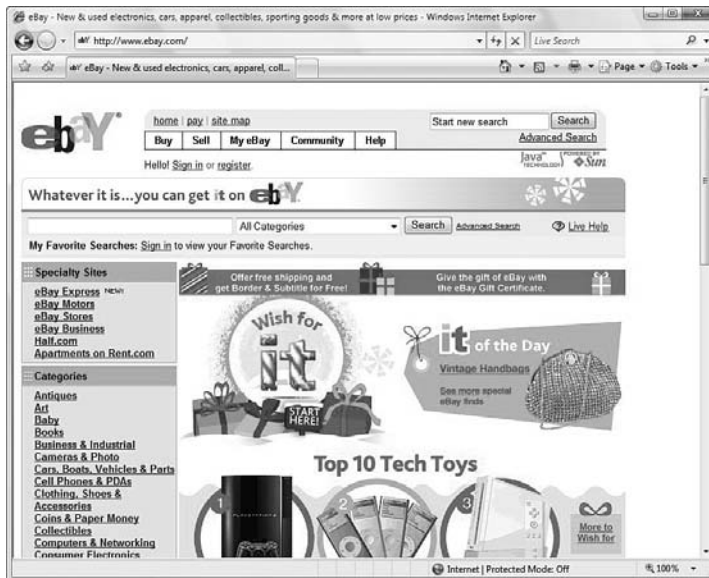 eBay - New & used electronics, cars, apparel, collectibles, sporting goods & more at low prices - Windows Internet Explorer
http://www.ebay.com/
Live Search
eBay - New & used electronics, cars, apparel, coll...
Page
Tools
ebaY
home | pay | site map
Start new search
Search
Buy
Sell
My eBay
Community
Help
Advanced Search
Hello! Sign in or register.
Java™ TECHNOLOGY
POWERED BY Sun
Whatever it is...you can get it on ebaY
All Categories
Search
Advanced Search
Live Help
My Favorite Searches: Sign in to view your Favorite Searches.
Specialty Sites
eBay Express NEW!
eBay Motors
eBay Stores
eBay Business
Half.com
Apartments on Rent.com
Categories
Antiques
Art
Baby
Books
Business & Industrial
Cameras & Photo
Cars, Boats, Vehicles & Parts
Cell Phones & PDAs
Clothing, Shoes &
Accessories
Coins & Paper Money
Collectibles
Computers & Networking
Consumer Electronics
Offer free shipping and
get Border & Subtitle for Free!
Give the gift of eBay with
the eBay Gift Certificate.
Wish for
it
START
HERE!
it of the Day
Vintage Handbags
See more special
eBay finds
Top 10 Tech Toys
1
2
3
More to
Wish for
Internet | Protected Mode: Off
100%